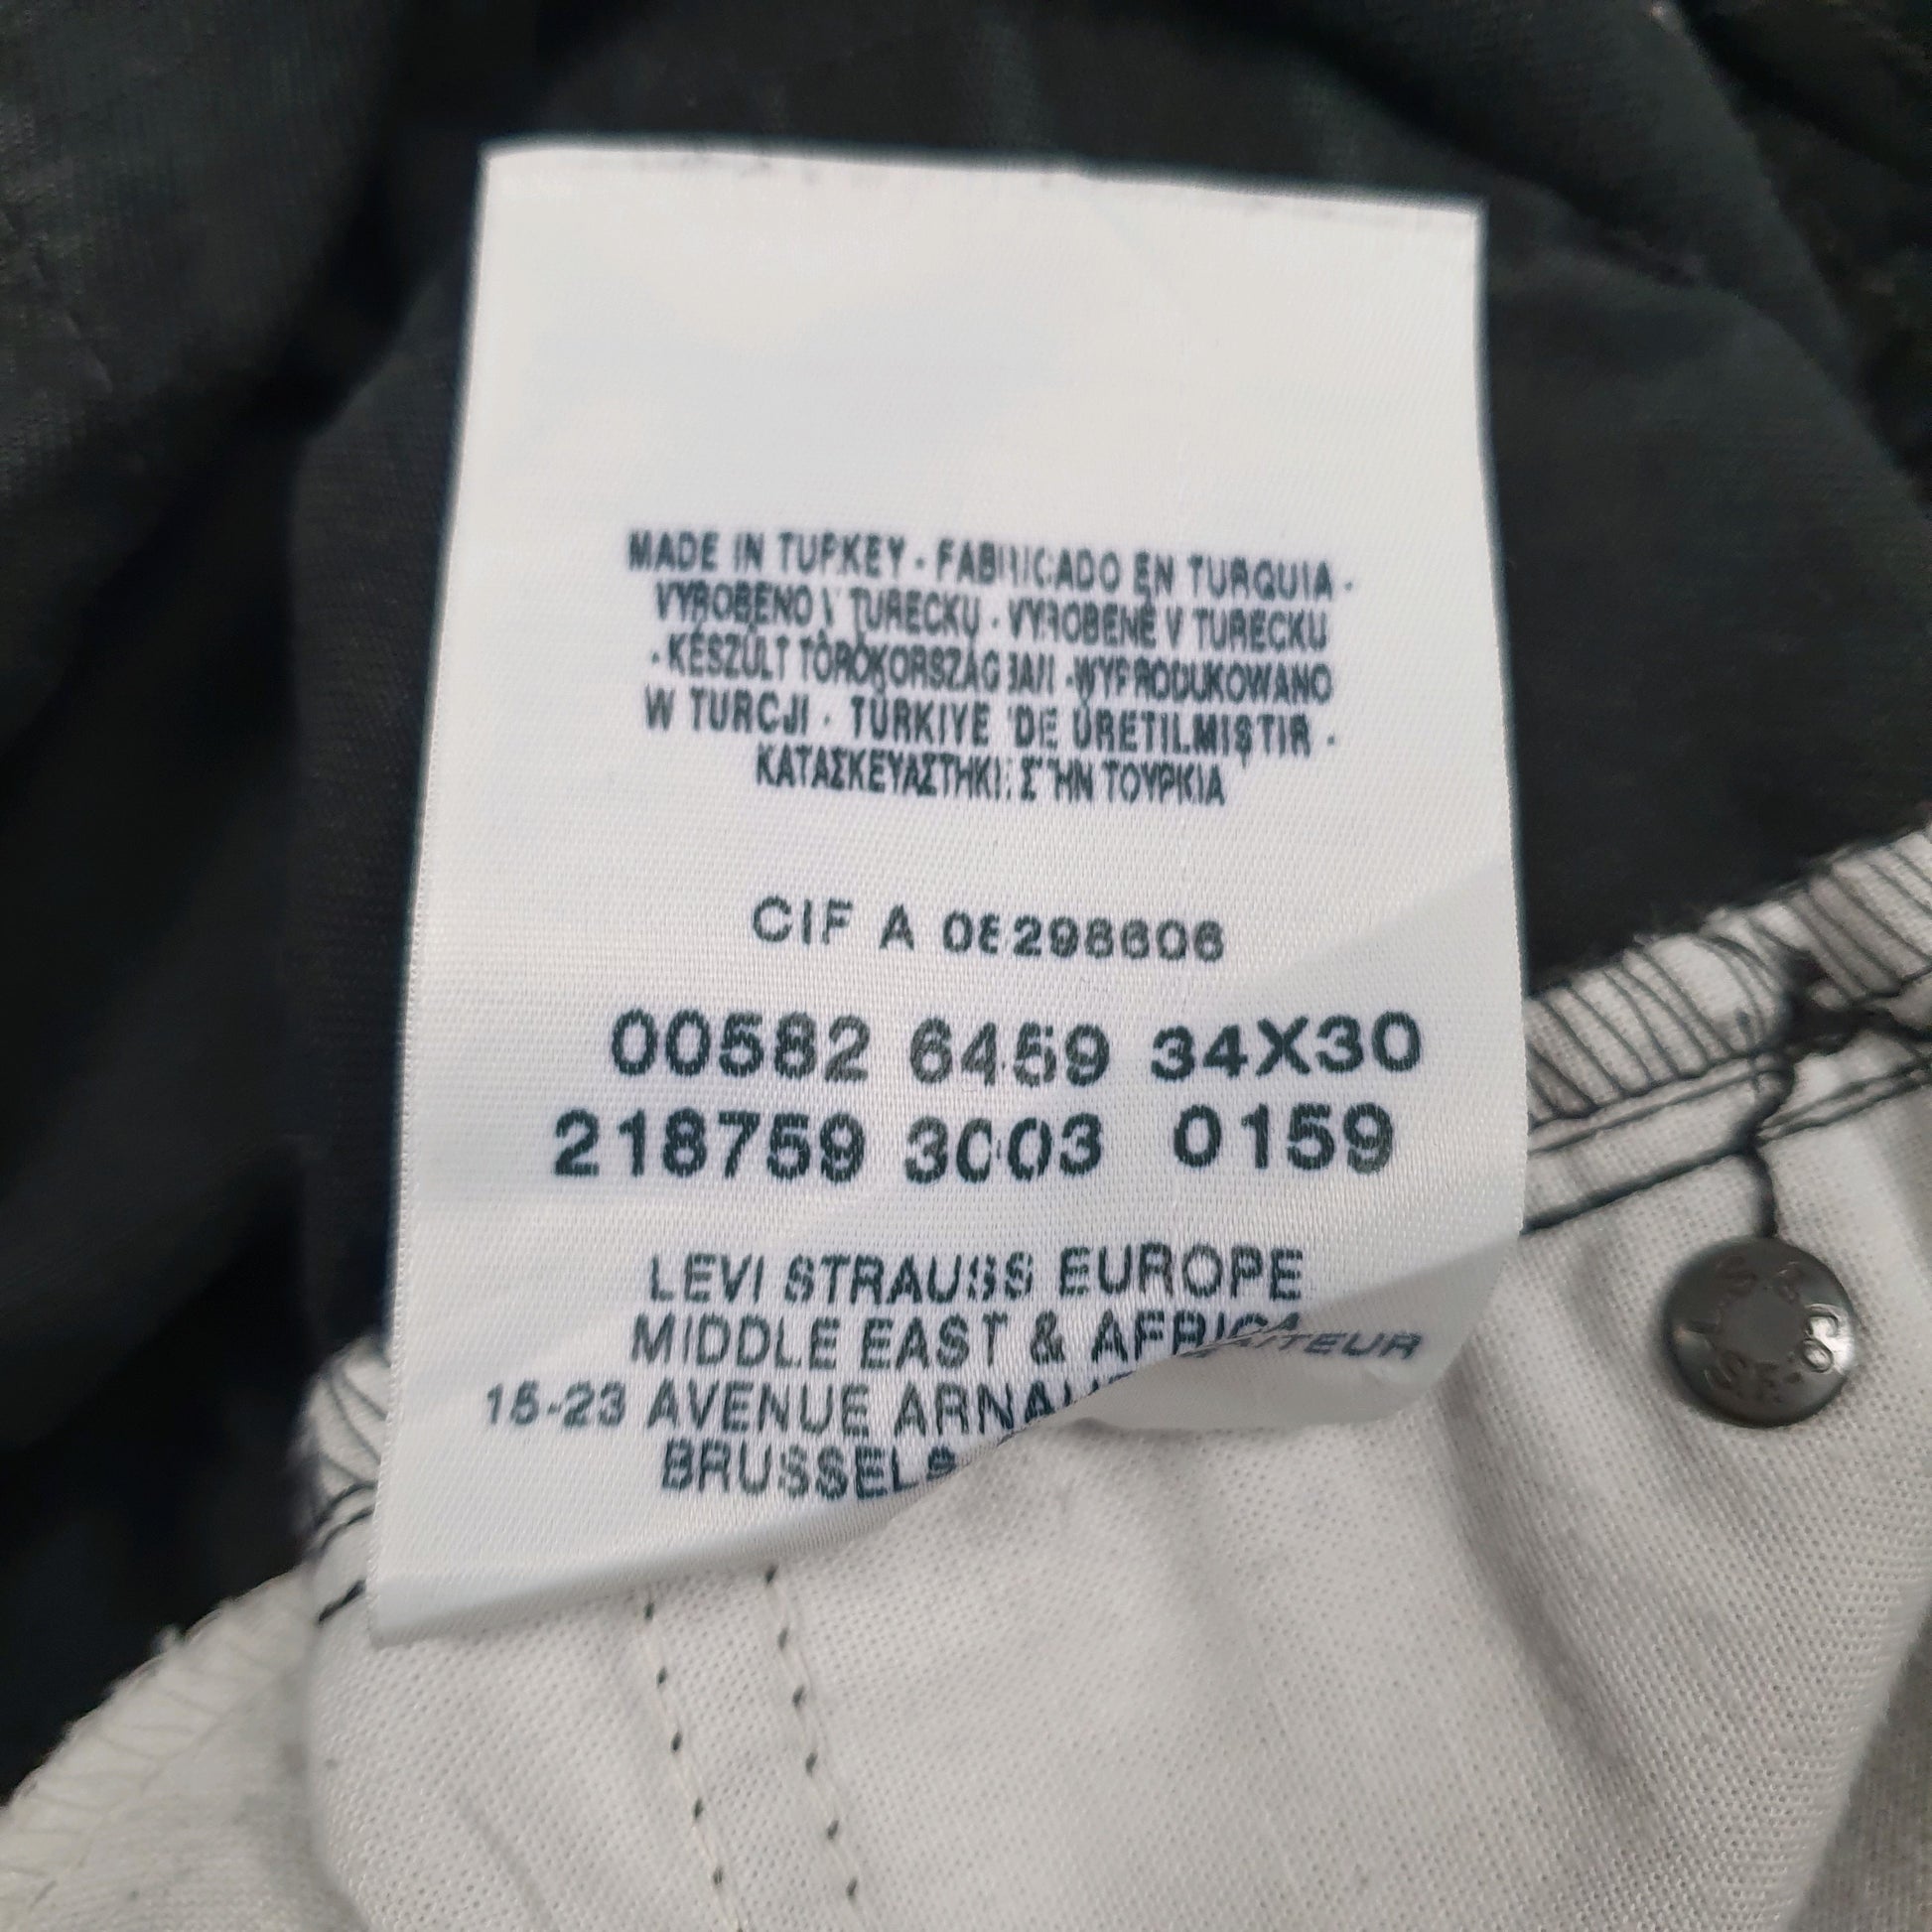 MADE IN TURKEY - FABRICADO EN TURQUIA -
VYROBENO V TURECKU - VYROBENÉ V TURECKU
- KÉSZÜLT TÖRÖKORSZÁGBAN - WYPRODUKOWANO
W TURCJI - TÜRKIYE 'DE ÜRETILMIŞTIR -
ΚΑΤΑΣΚΕΥΑΣΤΗΚΕ ΣΤΗΝ ΤΟΥΡΚΙΑ
CIF A 08298606
00582 6459 34X30
218759 3003 0159
LEVI STRAUSS EUROPE
MIDDLE EAST & AFRICA
15-23 AVENUE ARNAU
BRUSSELS